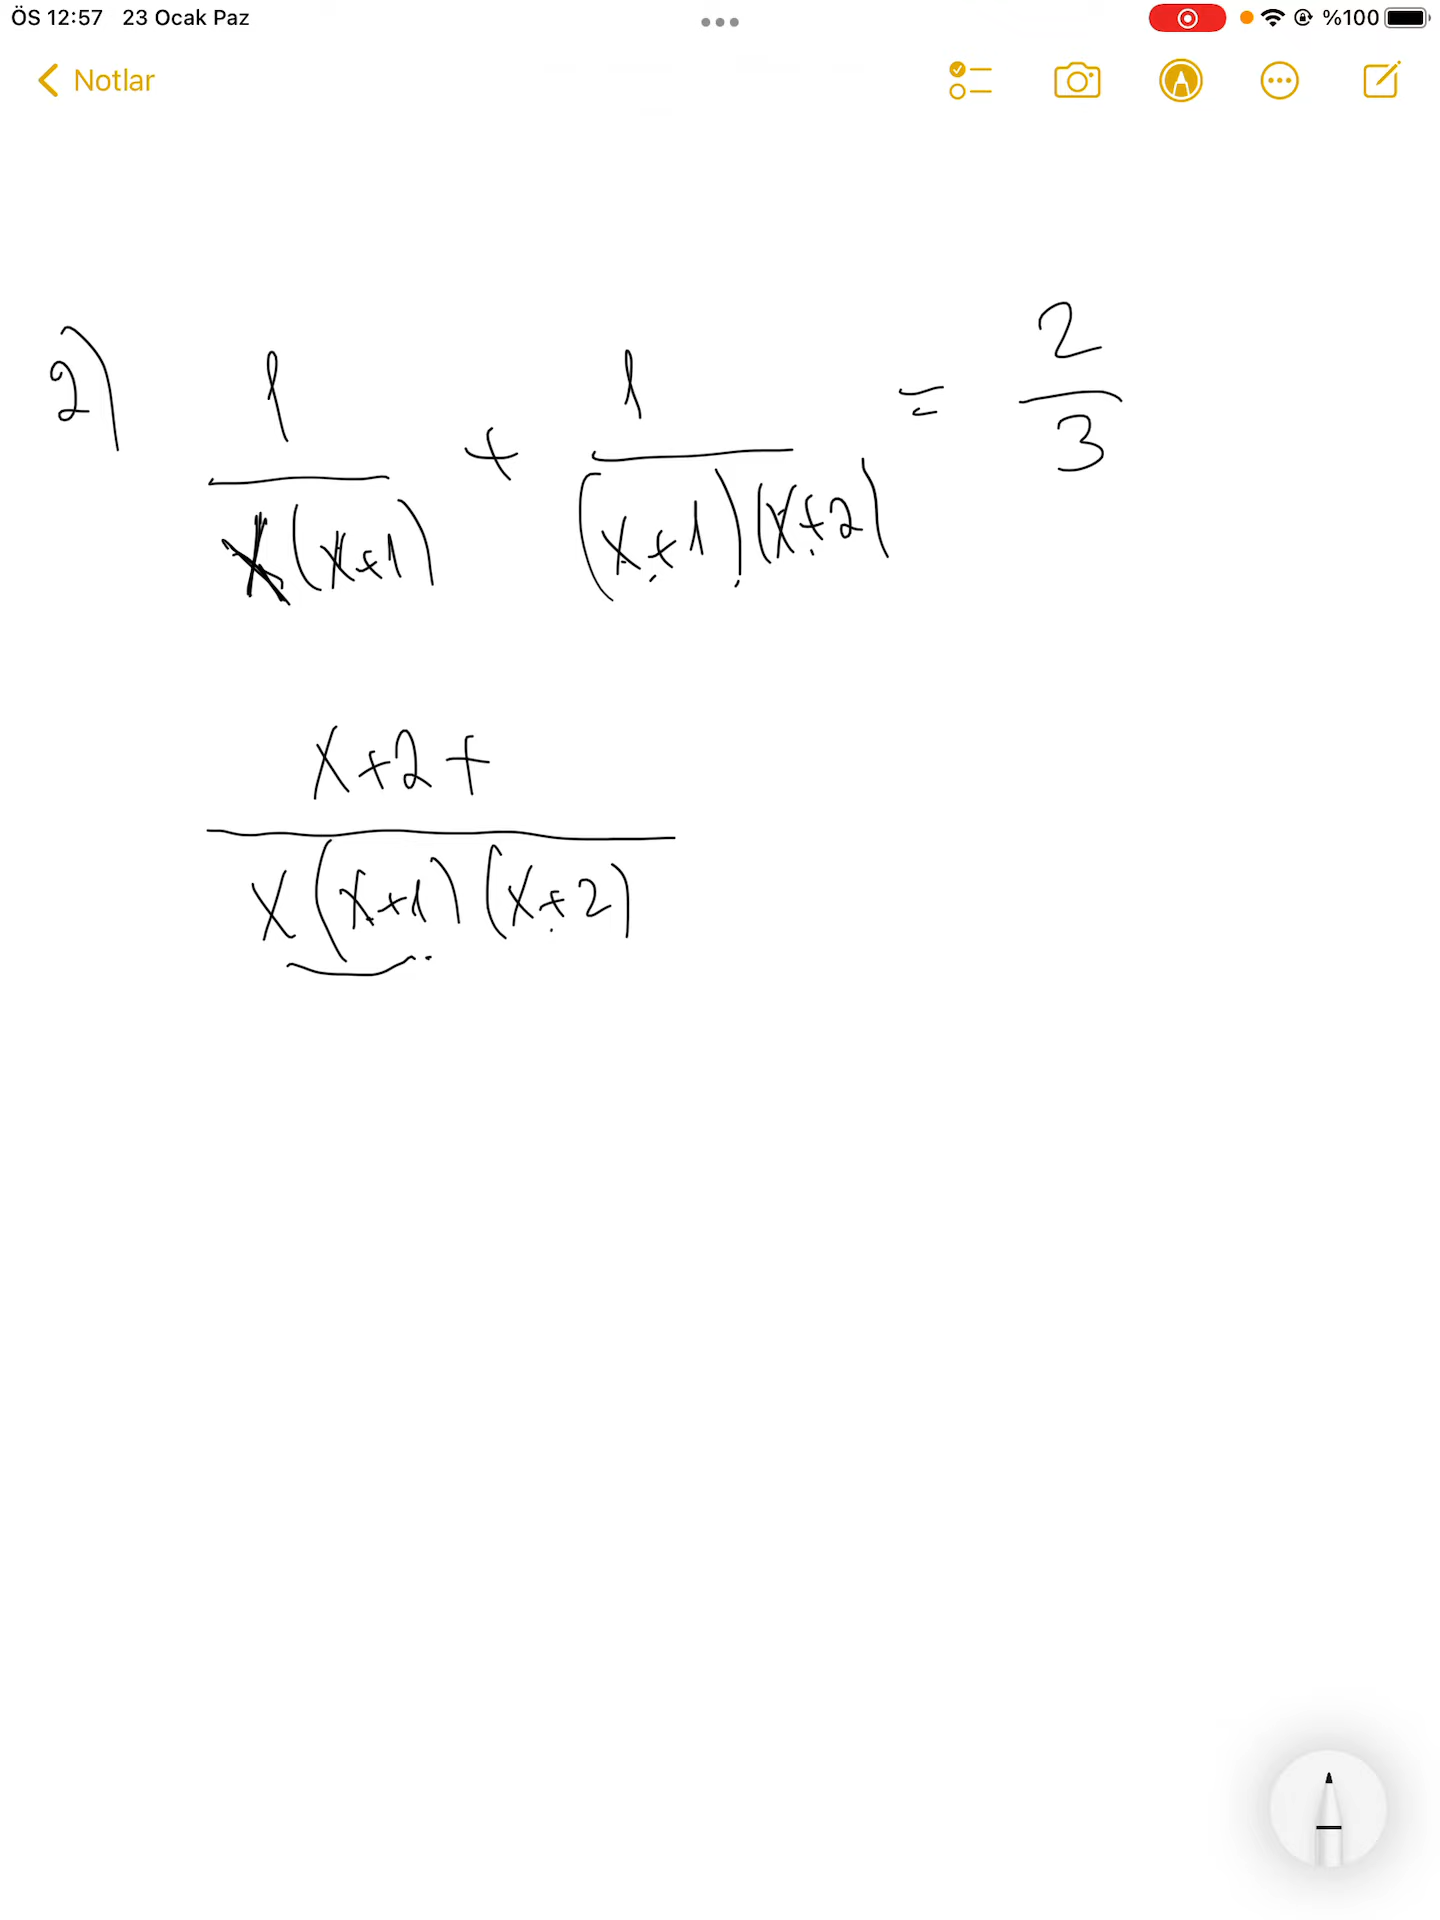 ÖS 12:57 23 Ocak Paz %100
Notlar
2) 1/(x(x+1)) + 1/((x+1)(x+2)) = 2/3
x+2+
x(x+1)(x+2)